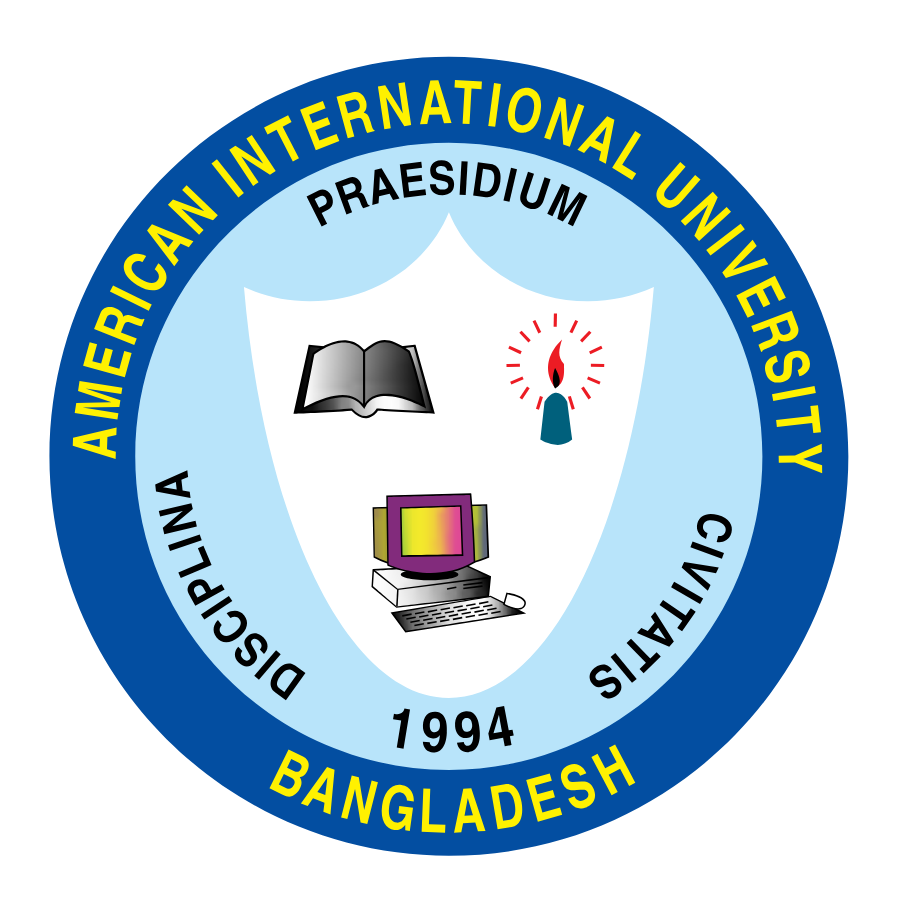 AMERICAN INTERNATIONAL UNIVERSITY
PRAESIDIUM
DISCIPLINA
CIVITATIS
1994
BANGLADESH